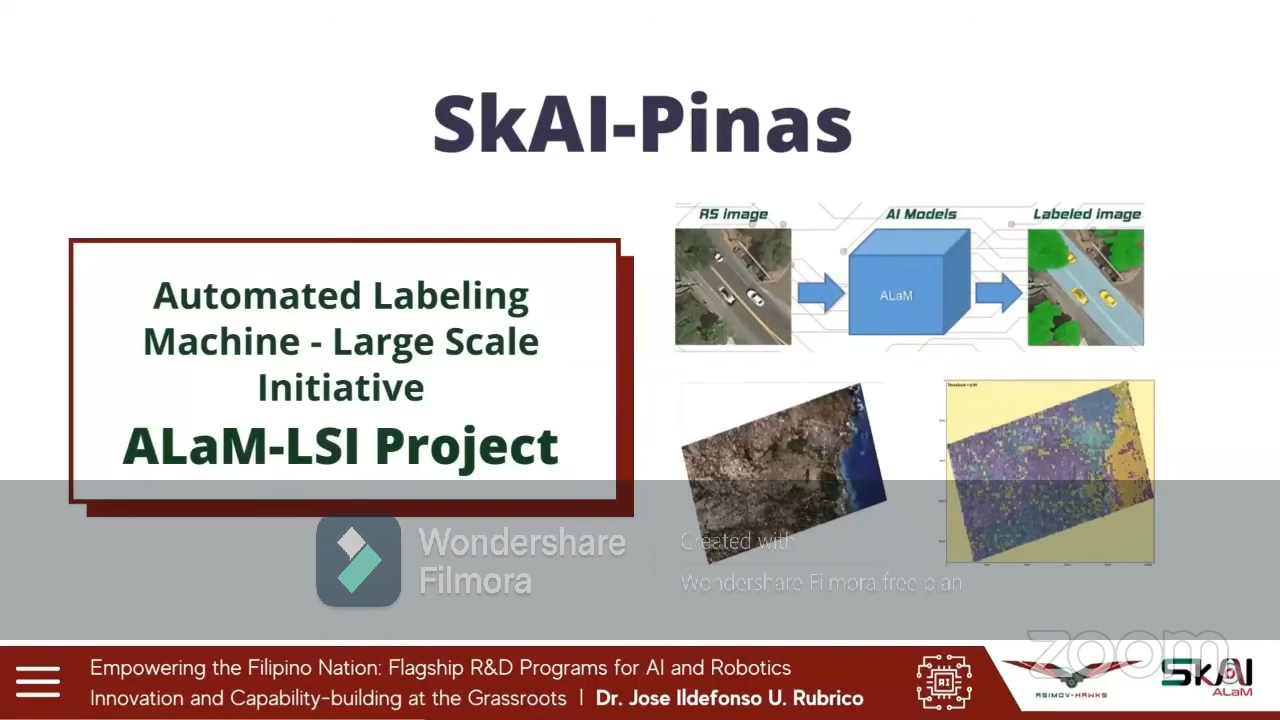 SkAI-Pinas
RS image
AI Models
Labeled image
ALaM
Automated Labeling
Machine - Large Scale
Initiative
ALaM-LSI Project
Wondershare
Filmora
Created with
Wondershare Filmora free plan
zoom
Empowering the Filipino Nation: Flagship R&D Programs for AI and Robotics
Innovation and Capability-building at the Grassroots | Dr. Jose Ildefonso U. Rubrico
AI
ASIMOV-HAWKS
SkAI
ALaM